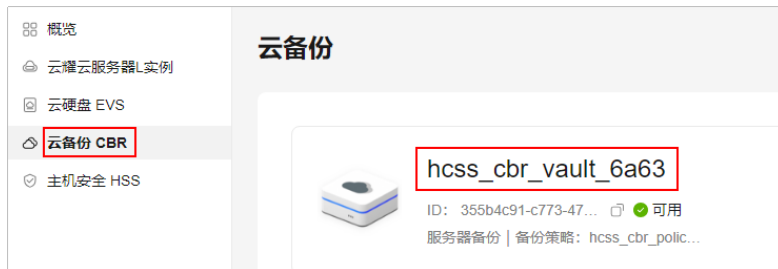 概览
云耀云服务器L实例
云硬盘 EVS
云备份 CBR
主机安全 HSS
云备份
hcss_cbr_vault_6a63
ID： 355b4c91-c773-47... 可用
服务器备份 | 备份策略：hcss_cbr_polic...